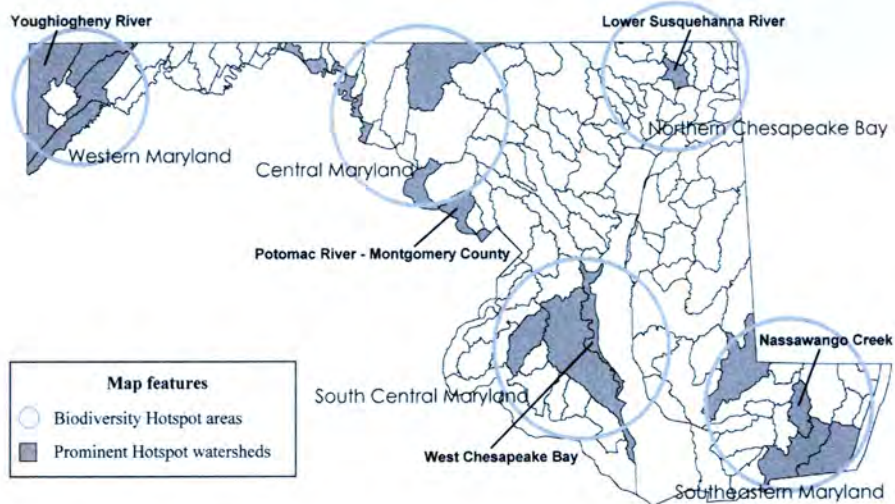 Youghiogheny River
Lower Susquehanna River
Northern Chesapeake Bay
Western Maryland
Central Maryland
Potomac River - Montgomery County
Nassawango Creek
Map features
Biodiversity Hotspot areas
Prominent Hotspot watersheds
South Central Maryland
West Chesapeake Bay
Southeastern Maryland